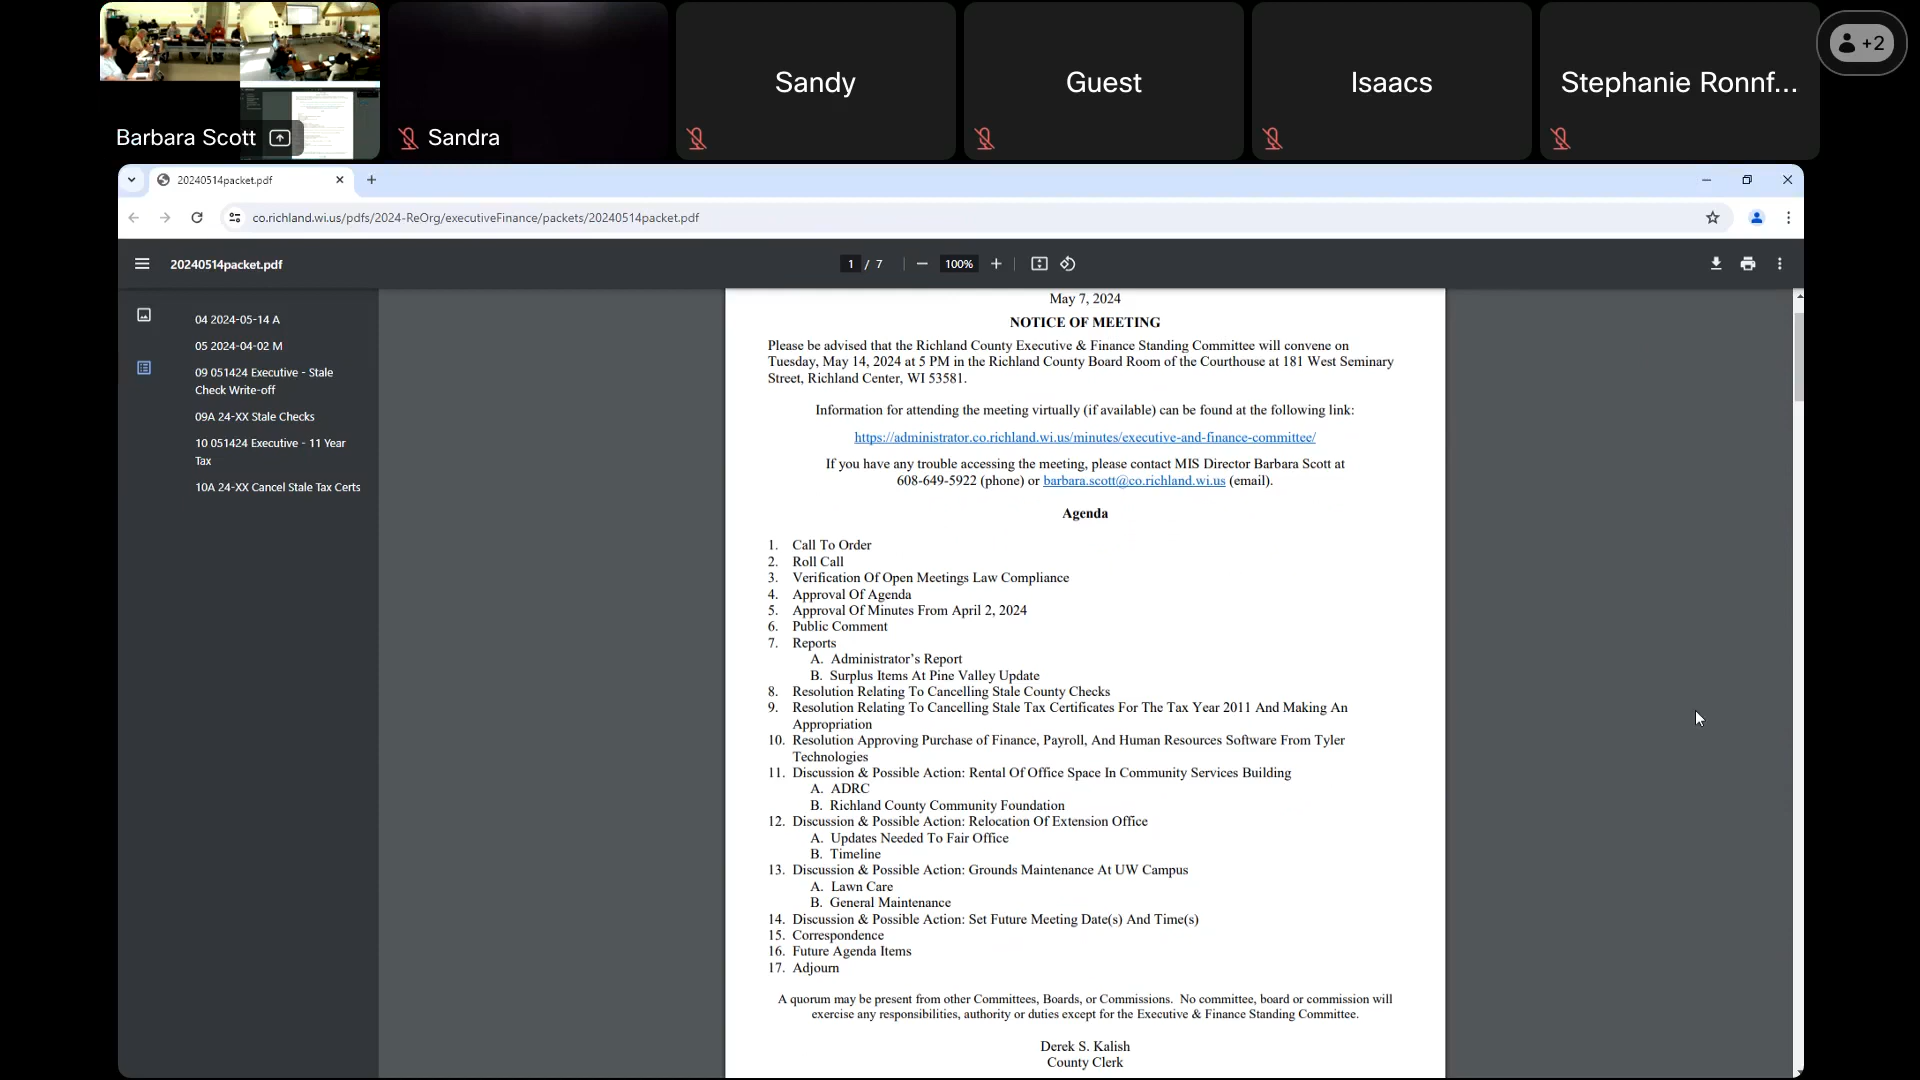 Sandy
Guest
Isaacs
Stephanie Ronnf...
+2
Barbara Scott
Sandra
20240514packet.pdf
co.richland.wi.us/pdfs/2024-ReOrg/executiveFinance/packets/20240514packet.pdf
20240514packet.pdf
1 / 7
100%
04 2024-05-14 A
05 2024-04-02 M
09 051424 Executive - Stale
Check Write-off
09A 24-XX Stale Checks
10 051424 Executive - 11 Year
Tax
10A 24-XX Cancel Stale Tax Certs
May 7, 2024
NOTICE OF MEETING
Please be advised that the Richland County Executive & Finance Standing Committee will convene on
Tuesday, May 14, 2024 at 5 PM in the Richland County Board Room of the Courthouse at 181 West Seminary
Street, Richland Center, WI 53581.
Information for attending the meeting virtually (if available) can be found at the following link:
https://administrator.co.richland.wi.us/minutes/executive-and-finance-committee/
If you have any trouble accessing the meeting, please contact MIS Director Barbara Scott at
608-649-5922 (phone) or barbara.scott@co.richland.wi.us (email).
Agenda
1. Call To Order
2. Roll Call
3. Verification Of Open Meetings Law Compliance
4. Approval Of Agenda
5. Approval Of Minutes From April 2, 2024
6. Public Comment
7. Reports
A. Administrator's Report
B. Surplus Items At Pine Valley Update
8. Resolution Relating To Cancelling Stale County Checks
9. Resolution Relating To Cancelling Stale Tax Certificates For The Tax Year 2011 And Making An
Appropriation
10. Resolution Approving Purchase of Finance, Payroll, And Human Resources Software From Tyler
Technologies
11. Discussion & Possible Action: Rental Of Office Space In Community Services Building
A. ADRC
B. Richland County Community Foundation
12. Discussion & Possible Action: Relocation Of Extension Office
A. Updates Needed To Fair Office
B. Timeline
13. Discussion & Possible Action: Grounds Maintenance At UW Campus
A. Lawn Care
B. General Maintenance
14. Discussion & Possible Action: Set Future Meeting Date(s) And Time(s)
15. Correspondence
16. Future Agenda Items
17. Adjourn
A quorum may be present from other Committees, Boards, or Commissions. No committee, board or commission will
exercise any responsibilities, authority or duties except for the Executive & Finance Standing Committee.
Derek S. Kalish
County Clerk